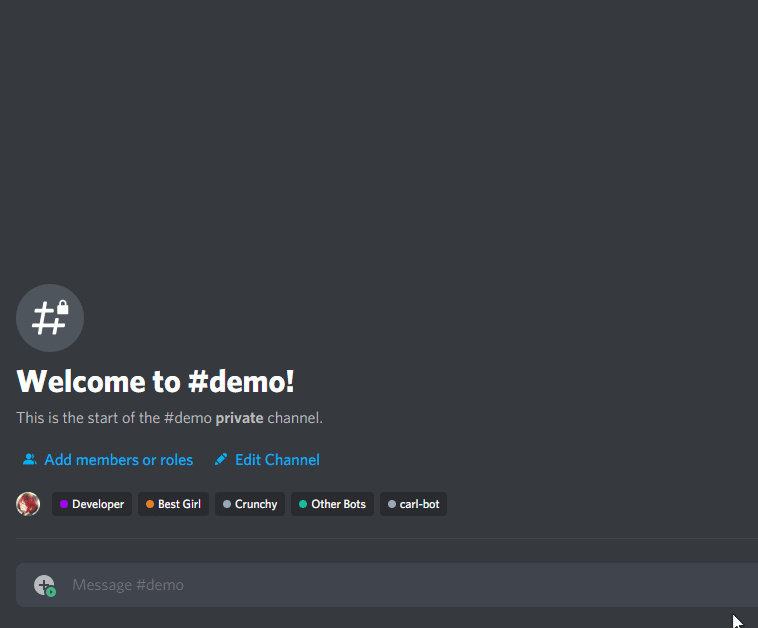 Welcome to #demo!
This is the start of the #demo private channel.
Add members or roles Edit Channel
Developer Best Girl Crunchy Other Bots carl-bot
Message #demo